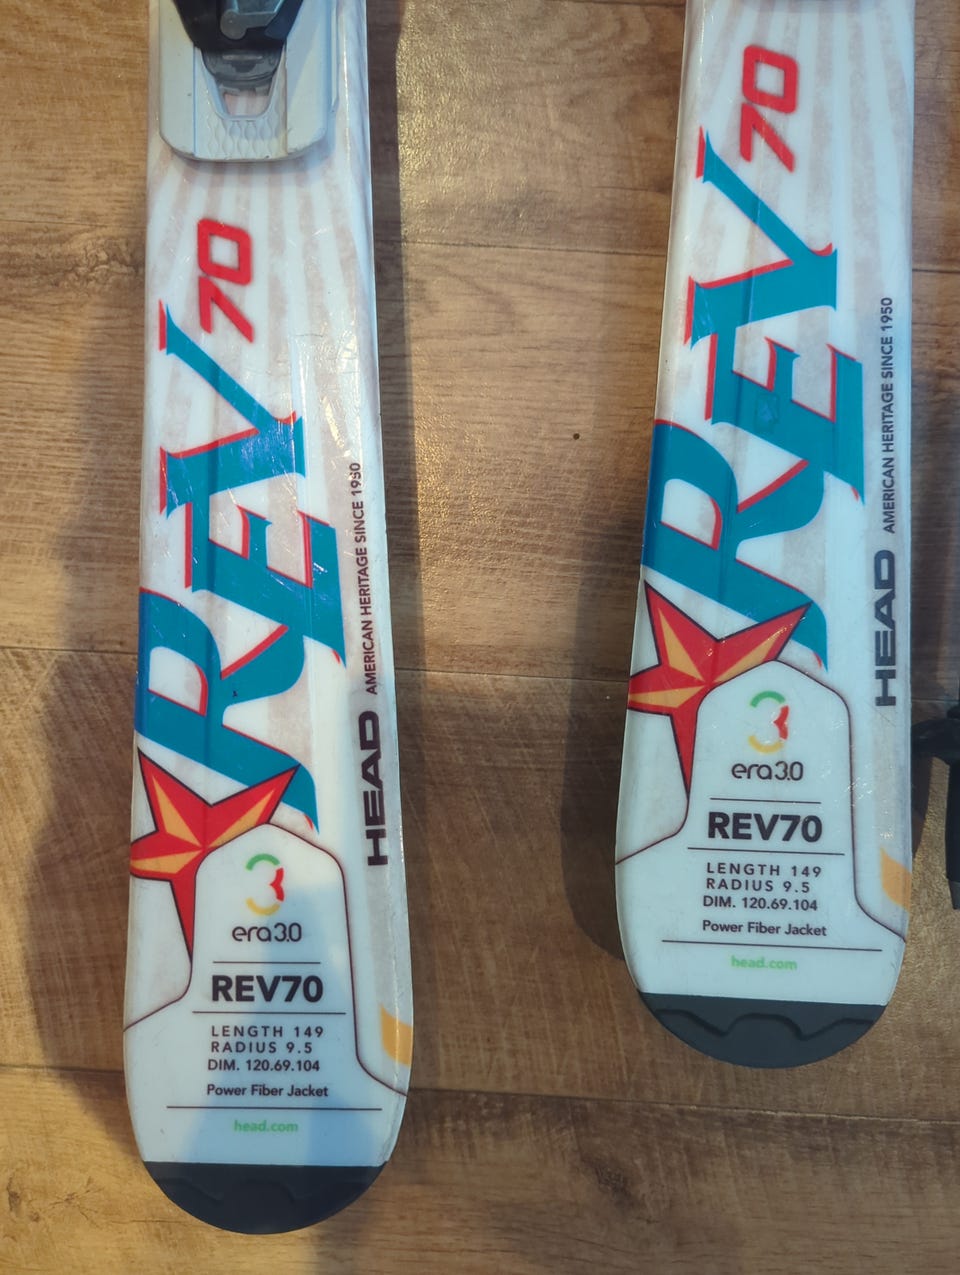 70
REV
HEAD AMERICAN HERITAGE SINCE 1950
3
era3.0
REV70
LENGTH 149
RADIUS 9.5
DIM. 120.69.104
Power Fiber Jacket
head.com
70
REV
HEAD AMERICAN HERITAGE SINCE 1950
3
era3.0
REV70
LENGTH 149
RADIUS 9.5
DIM. 120.69.104
Power Fiber Jacket
head.com